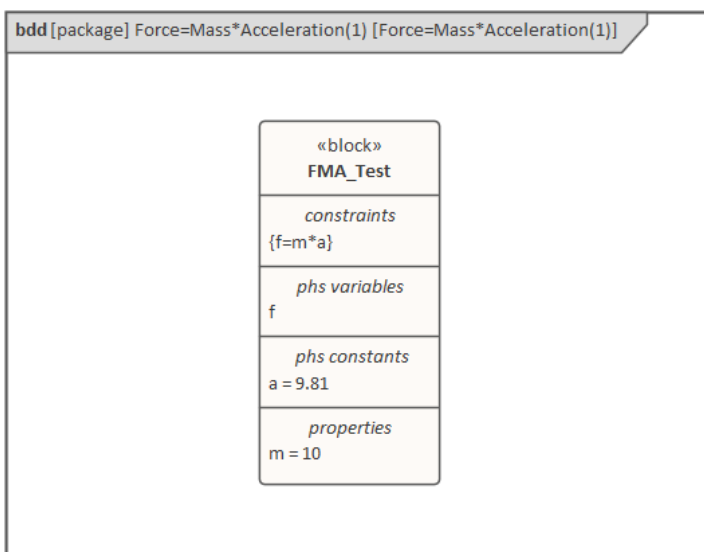 bdd [package] Force=Mass*Acceleration(1) [Force=Mass*Acceleration(1)]
«block»
FMA_Test
constraints
{f=m*a}
phs variables
f
phs constants
a = 9.81
properties
m = 10